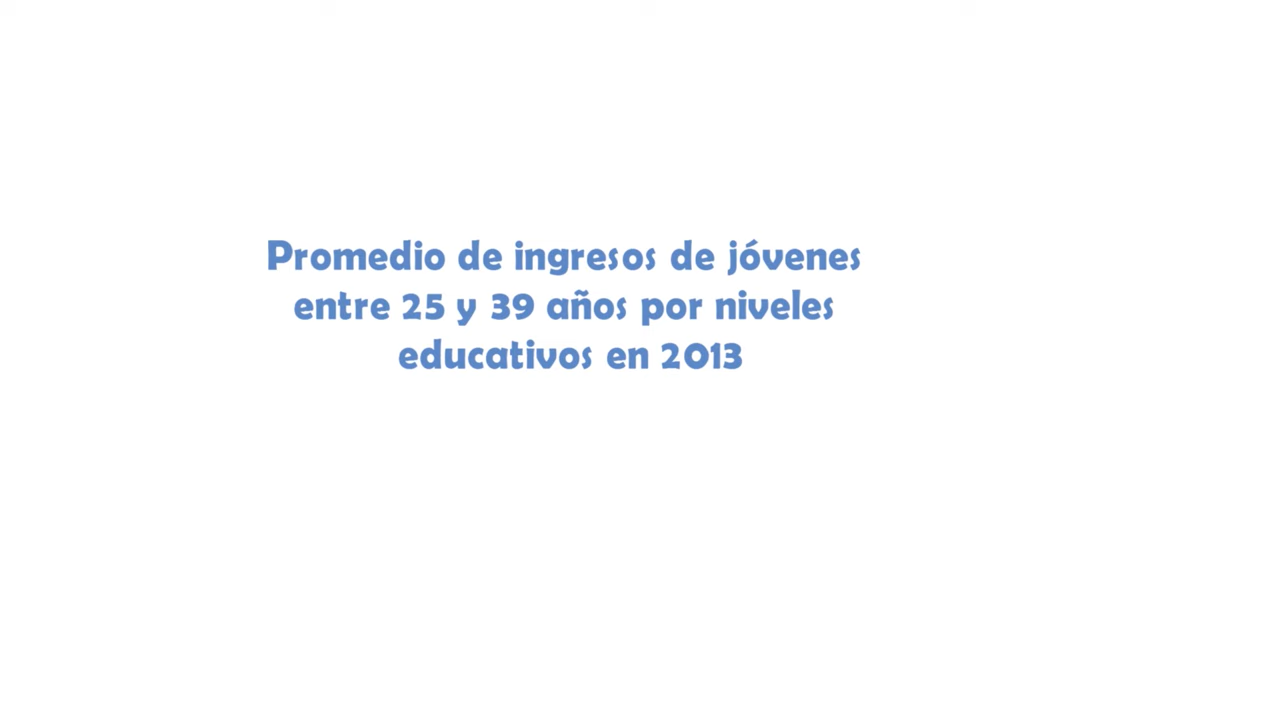 Promedio de ingresos de jóvenes
entre 25 y 39 años por niveles
educativos en 2013